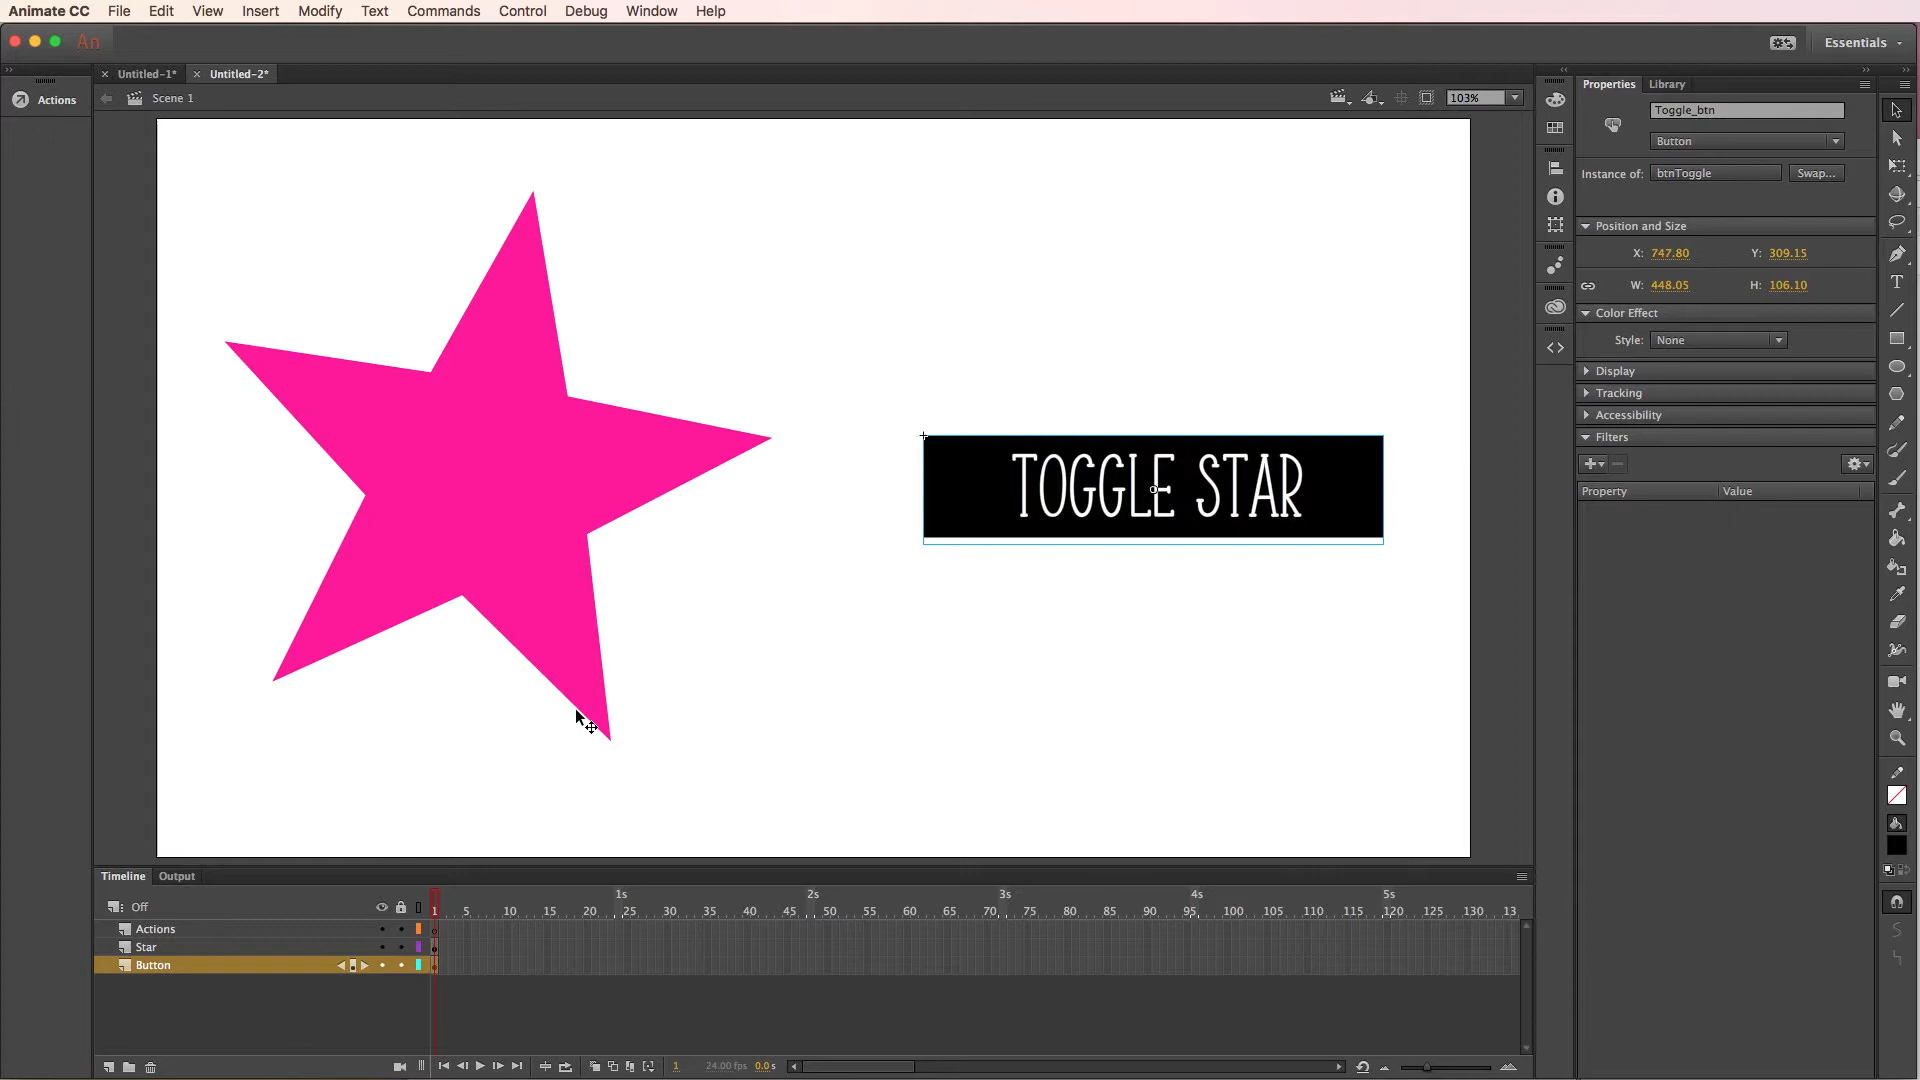 Animate CC File Edit View Insert Modify Text Commands Control Debug Window Help
An Essentials
Untitled-1* Untitled-2*
Actions
Scene 1 103%
Properties Library
Toggle_btn
Button
Instance of: btnToggle Swap...
Position and Size
X: 747.80 Y: 309.15
W: 448.05 H: 106.10
Color Effect
Style: None
Display
Tracking
Accessibility
Filters
Property Value
TOGGLE STAR
Timeline Output
1s 2s 3s 4s 5s
Off 1 5 10 15 20 25 30 35 40 45 50 55 60 65 70 75 80 85 90 95 100 105 110 115 120 125 130 13
Actions
Star
Button
1 24.00 fps 0.0 s